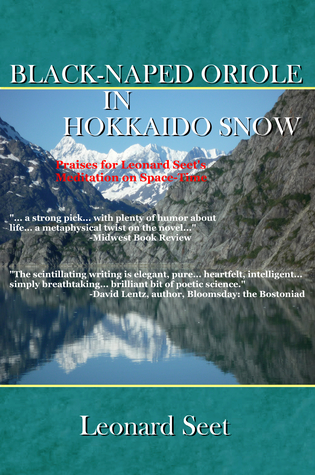 BLACK-NAPED ORIOLE
IN
HOKKAIDO SNOW
Praises for Leonard Seet's
Meditation on Space-Time
"... a strong pick... with plenty of humor about
life... a metaphysical twist on the novel..."
-Midwest Book Review
"The scintillating writing is elegant, pure... heartfelt, intelligent...
simply breathtaking... brilliant bit of poetic science."
-David Lentz, author, Bloomsday: the Bostoniad
Leonard Seet